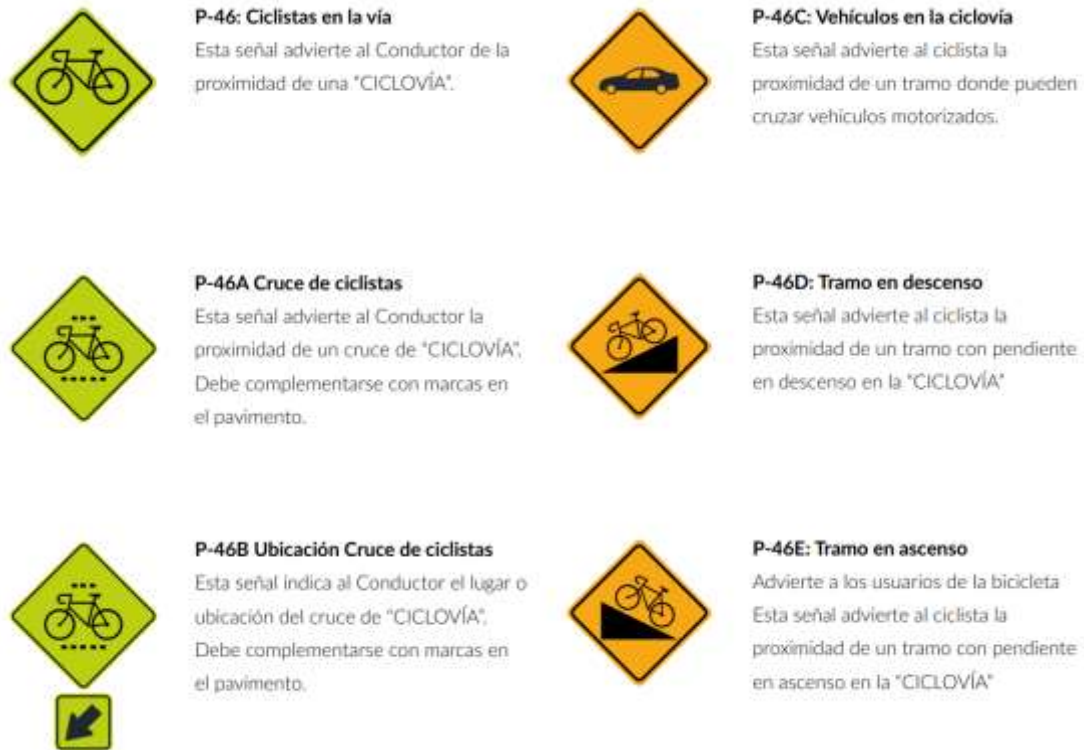 P-46: Ciclistas en la vía
Esta señal advierte al Conductor de la
proximidad de una "CICLOVÍA".
P-46C: Vehículos en la ciclovía
Esta señal advierte al ciclista la
proximidad de un tramo donde pueden
cruzar vehículos motorizados.
P-46A Cruce de ciclistas
Esta señal advierte al Conductor la
proximidad de un cruce de "CICLOVÍA".
Debe complementarse con marcas en
el pavimento.
P-46D: Tramo en descenso
Esta señal advierte al ciclista la
proximidad de un tramo con pendiente
en descenso en la "CICLOVÍA"
P-46B Ubicación Cruce de ciclistas
Esta señal indica al Conductor el lugar o
ubicación del cruce de "CICLOVÍA".
Debe complementarse con marcas en
el pavimento.
P-46E: Tramo en ascenso
Advierte a los usuarios de la bicicleta
Esta señal advierte al ciclista la
proximidad de un tramo con pendiente
en ascenso en la "CICLOVÍA"